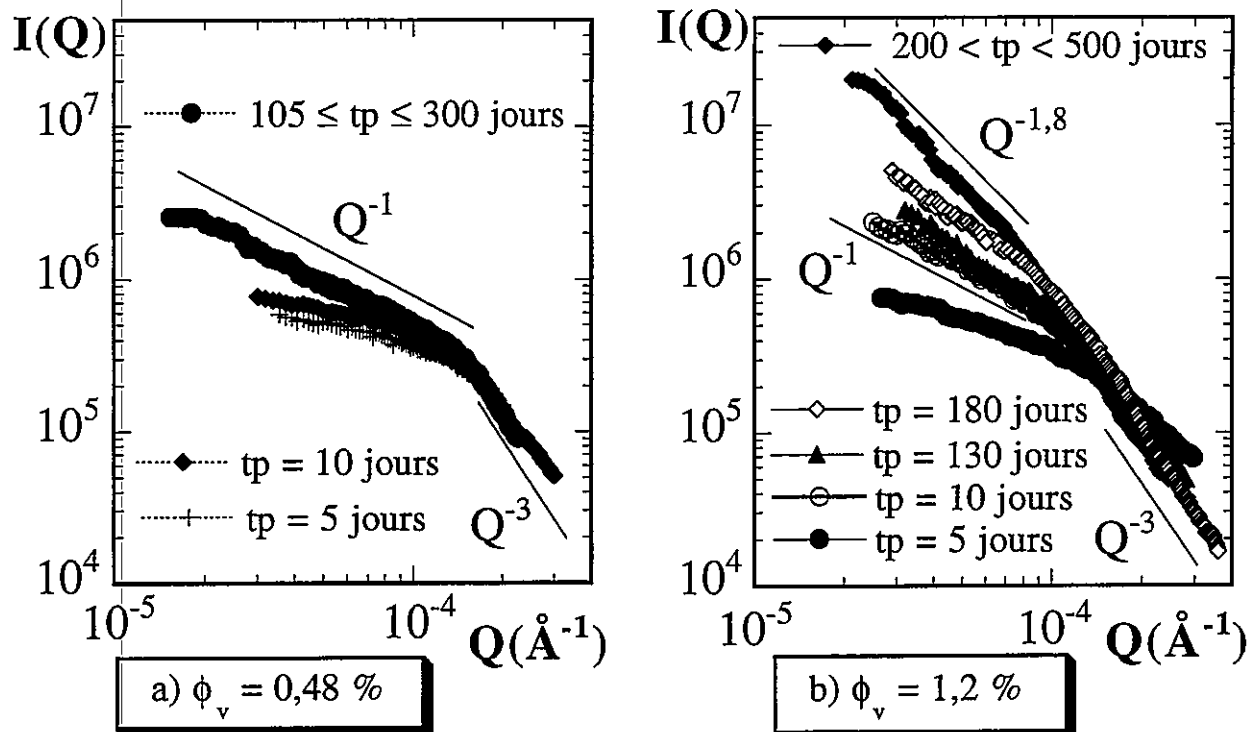 I(Q)
105 ≤ tp ≤ 300 jours
10^7
Q^-1
10^6
10^5
tp = 10 jours
tp = 5 jours
Q^-3
10^4
10^-5
10^-4
Q(Å^-1)
a) ϕ_v = 0,48 %
I(Q)
200 < tp < 500 jours
10^7
Q^-1,8
10^6
Q^-1
10^5
tp = 180 jours
tp = 130 jours
tp = 10 jours
tp = 5 jours
Q^-3
10^4
10^-5
10^-4
Q(Å^-1)
b) ϕ_v = 1,2 %